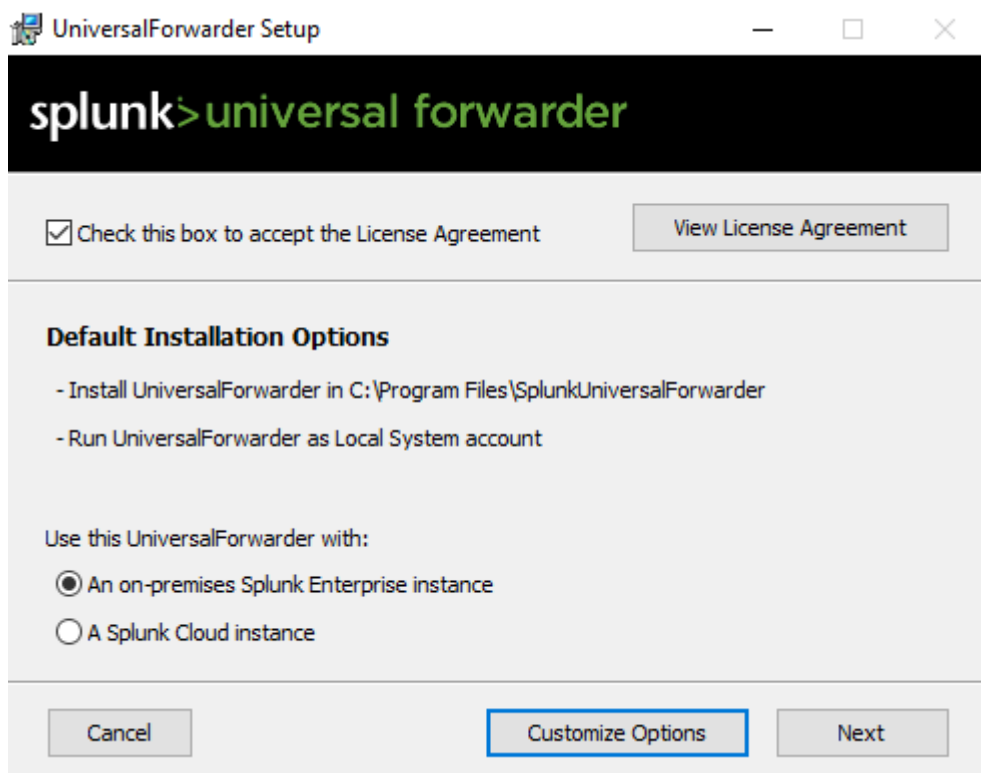 UniversalForwarder Setup
splunk>universal forwarder
Check this box to accept the License Agreement
View License Agreement
Default Installation Options
- Install UniversalForwarder in C:\Program Files\SplunkUniversalForwarder
- Run UniversalForwarder as Local System account
Use this UniversalForwarder with:
An on-premises Splunk Enterprise instance
A Splunk Cloud instance
Cancel
Customize Options
Next